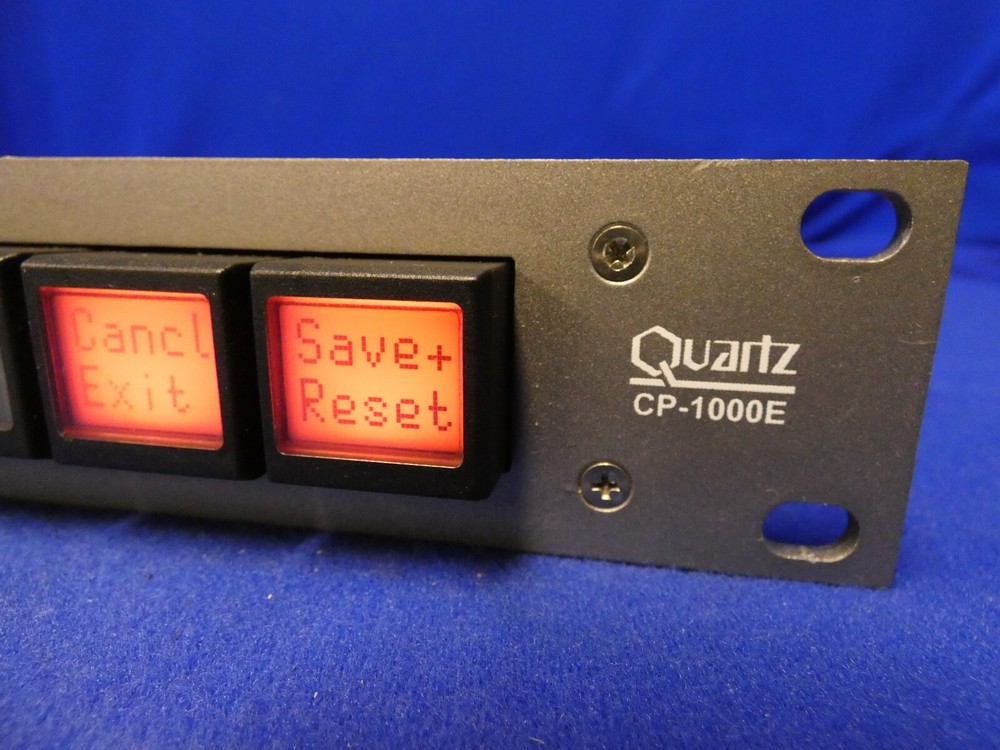 Cancl
Exit
Save+
Reset
Quartz
CP-1000E